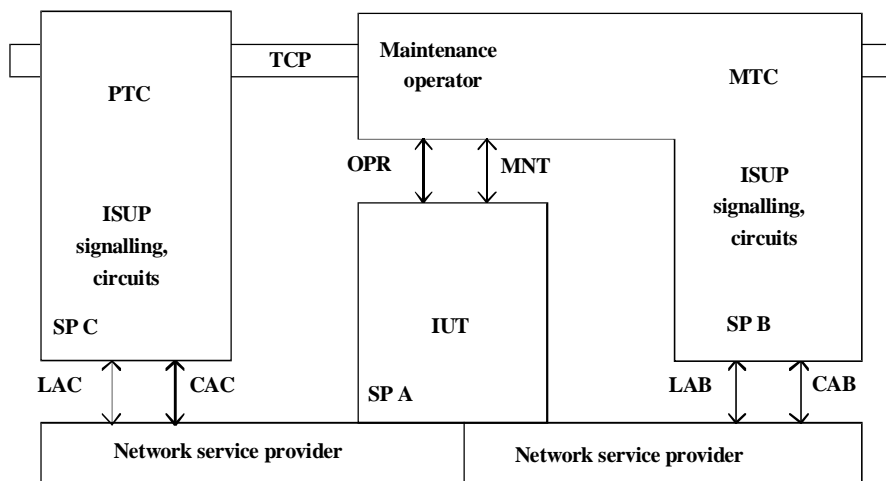 TCP
Maintenance
operator
PTC
MTC
OPR
MNT
ISUP
signalling,
circuits
ISUP
signalling,
circuits
SP C
IUT
SP B
LAC
CAC
SP A
LAB
CAB
Network service provider
Network service provider